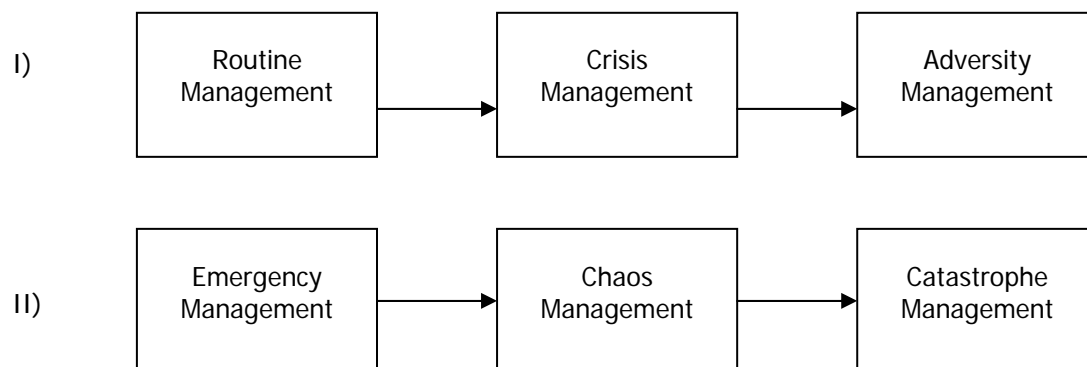 I)
Routine
Management
Crisis
Management
Adversity
Management
II)
Emergency
Management
Chaos
Management
Catastrophe
Management